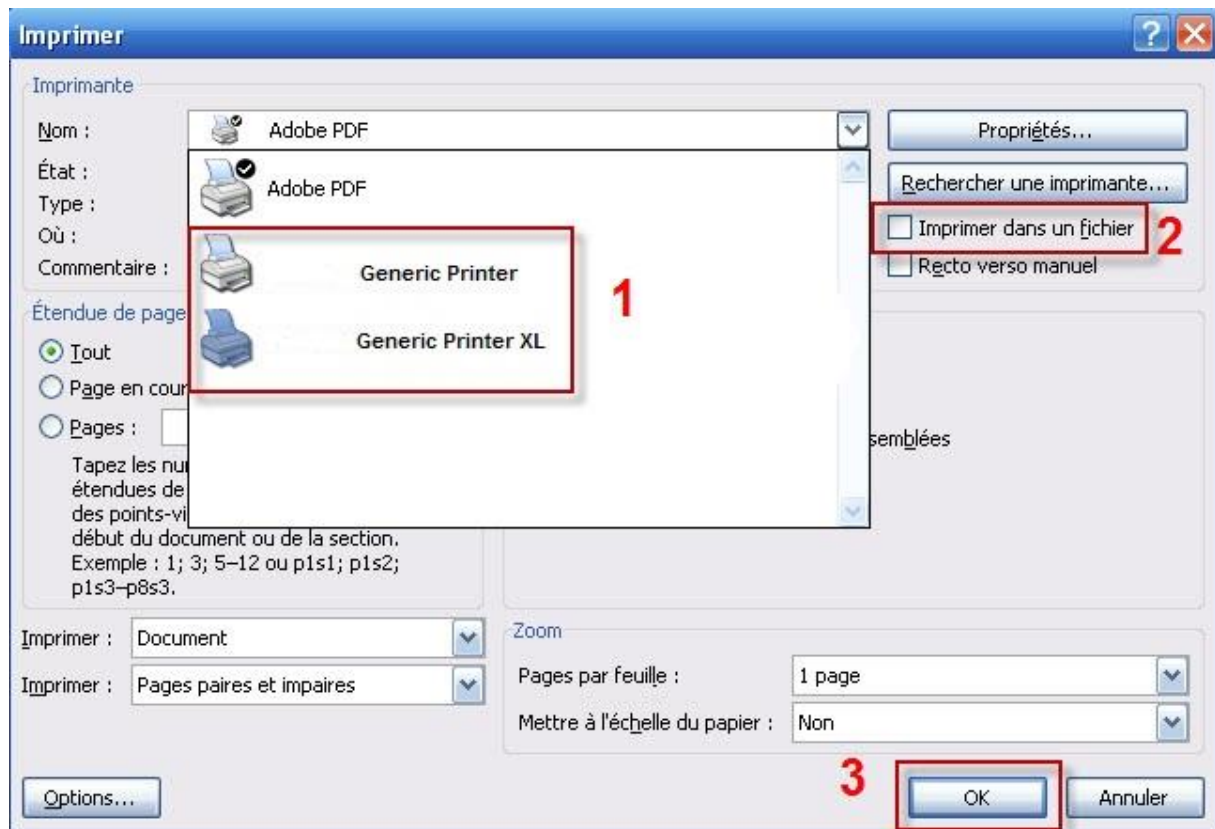 Imprimer
Imprimante
Nom :
Adobe PDF
Propriétés...
État :
Adobe PDF
Rechercher une imprimante...
Type :
Où :
Imprimer dans un fichier
2
Commentaire :
Generic Printer
Recto verso manuel
1
Étendue de page
Generic Printer XL
Tout
Page en cour
Pages :
semblées
Tapez les
étendues de
des
début du document ou de la section.
Exemple : 1; 3; 5–12 ou p1s1; p1s2;
p1s3–p8s3.
Imprimer :
Document
Zoom
Imprimer :
Pages paires et impaires
Pages par feuille :
1 page
Mettre à l'échelle du papier :
Non
3
Options...
OK
Annuler